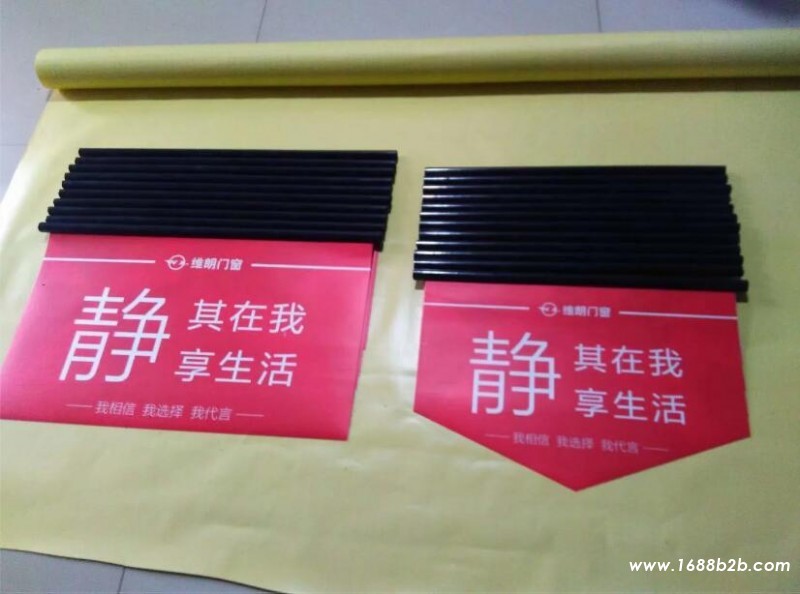 维朗门窗
静
其在我
享生活
我相信 我选择 我代言
维朗门窗
静
其在我
享生活
我相信 我选择 我代言
www.1688b2b.com